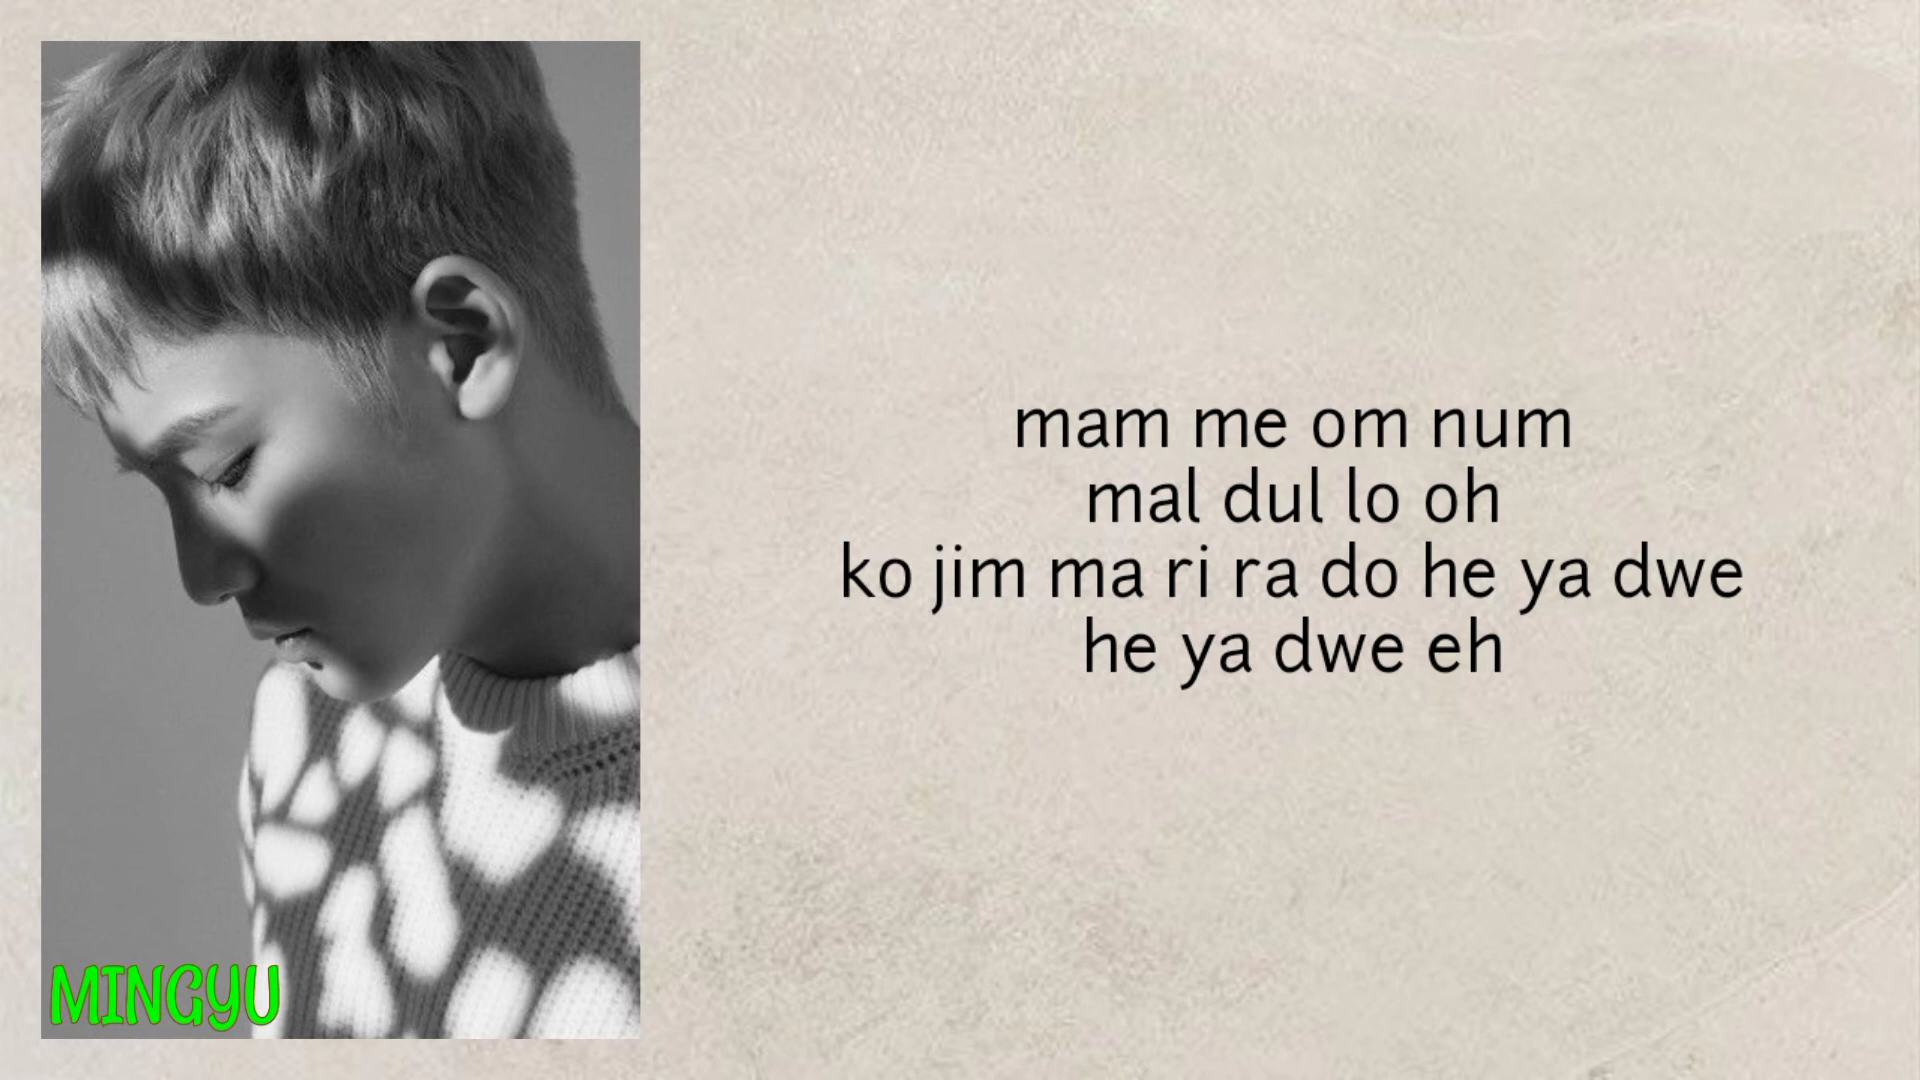 mam me om num
mal dul lo oh
ko jim ma ri ra do he ya dwe
he ya dwe eh
MINGYU